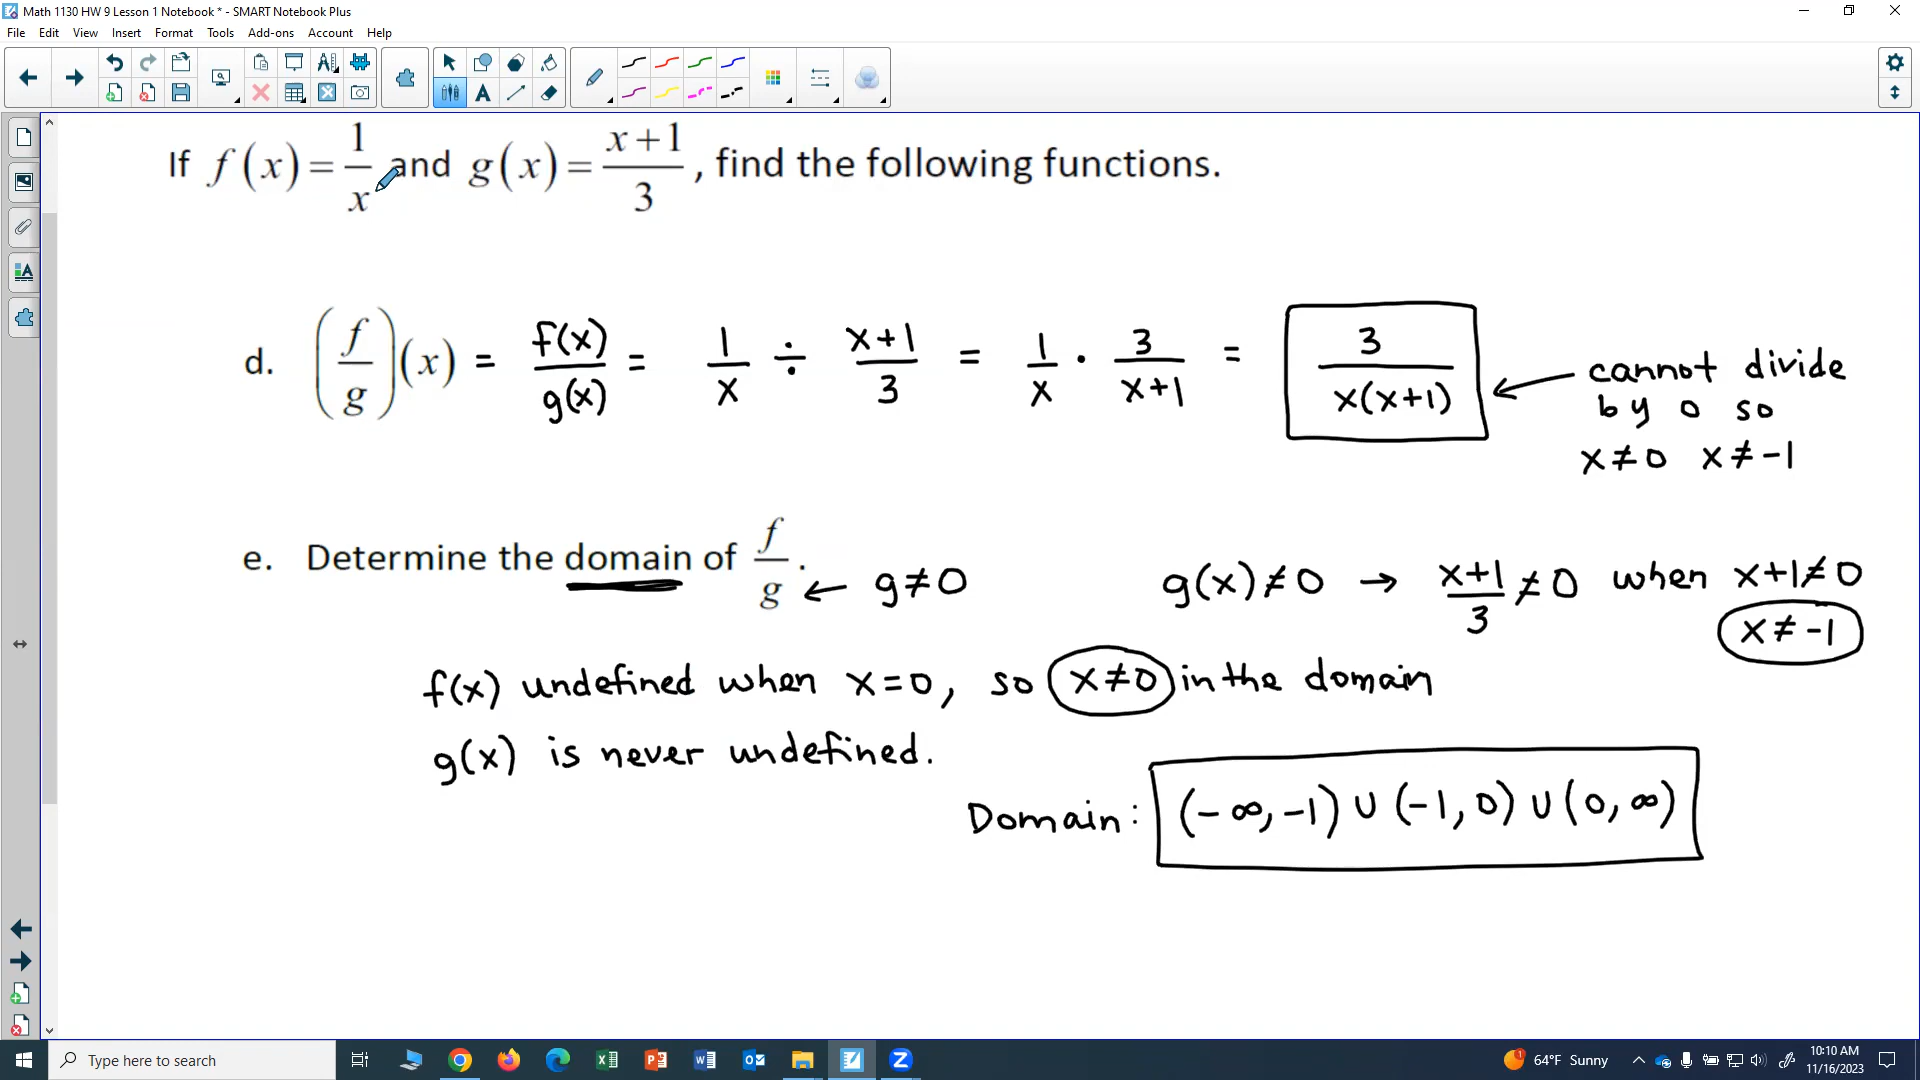 Math 1130 HW 9 Lesson 1 Notebook * - SMART Notebook Plus
File Edit View Insert Format Tools Add-ons Account Help
If f(x) = 1/x and g(x) = (x+1)/3, find the following functions.
d. (f/g)(x) = f(x)/g(x) = 1/x ÷ (x+1)/3 = 1/x · 3/(x+1) = 3/(x(x+1))
cannot divide
by 0 so
x≠0 x≠-1
e. Determine the domain of f/g. ← g≠0
g(x)≠0 → (x+1)/3 ≠0 when x+1≠0
x≠-1
f(x) undefined when x=0, so x≠0 in the domain
g(x) is never undefined.
Domain: (-∞,-1) ∪ (-1,0) ∪ (0,∞)
Type here to search
64°F Sunny
10:10 AM
11/16/2023